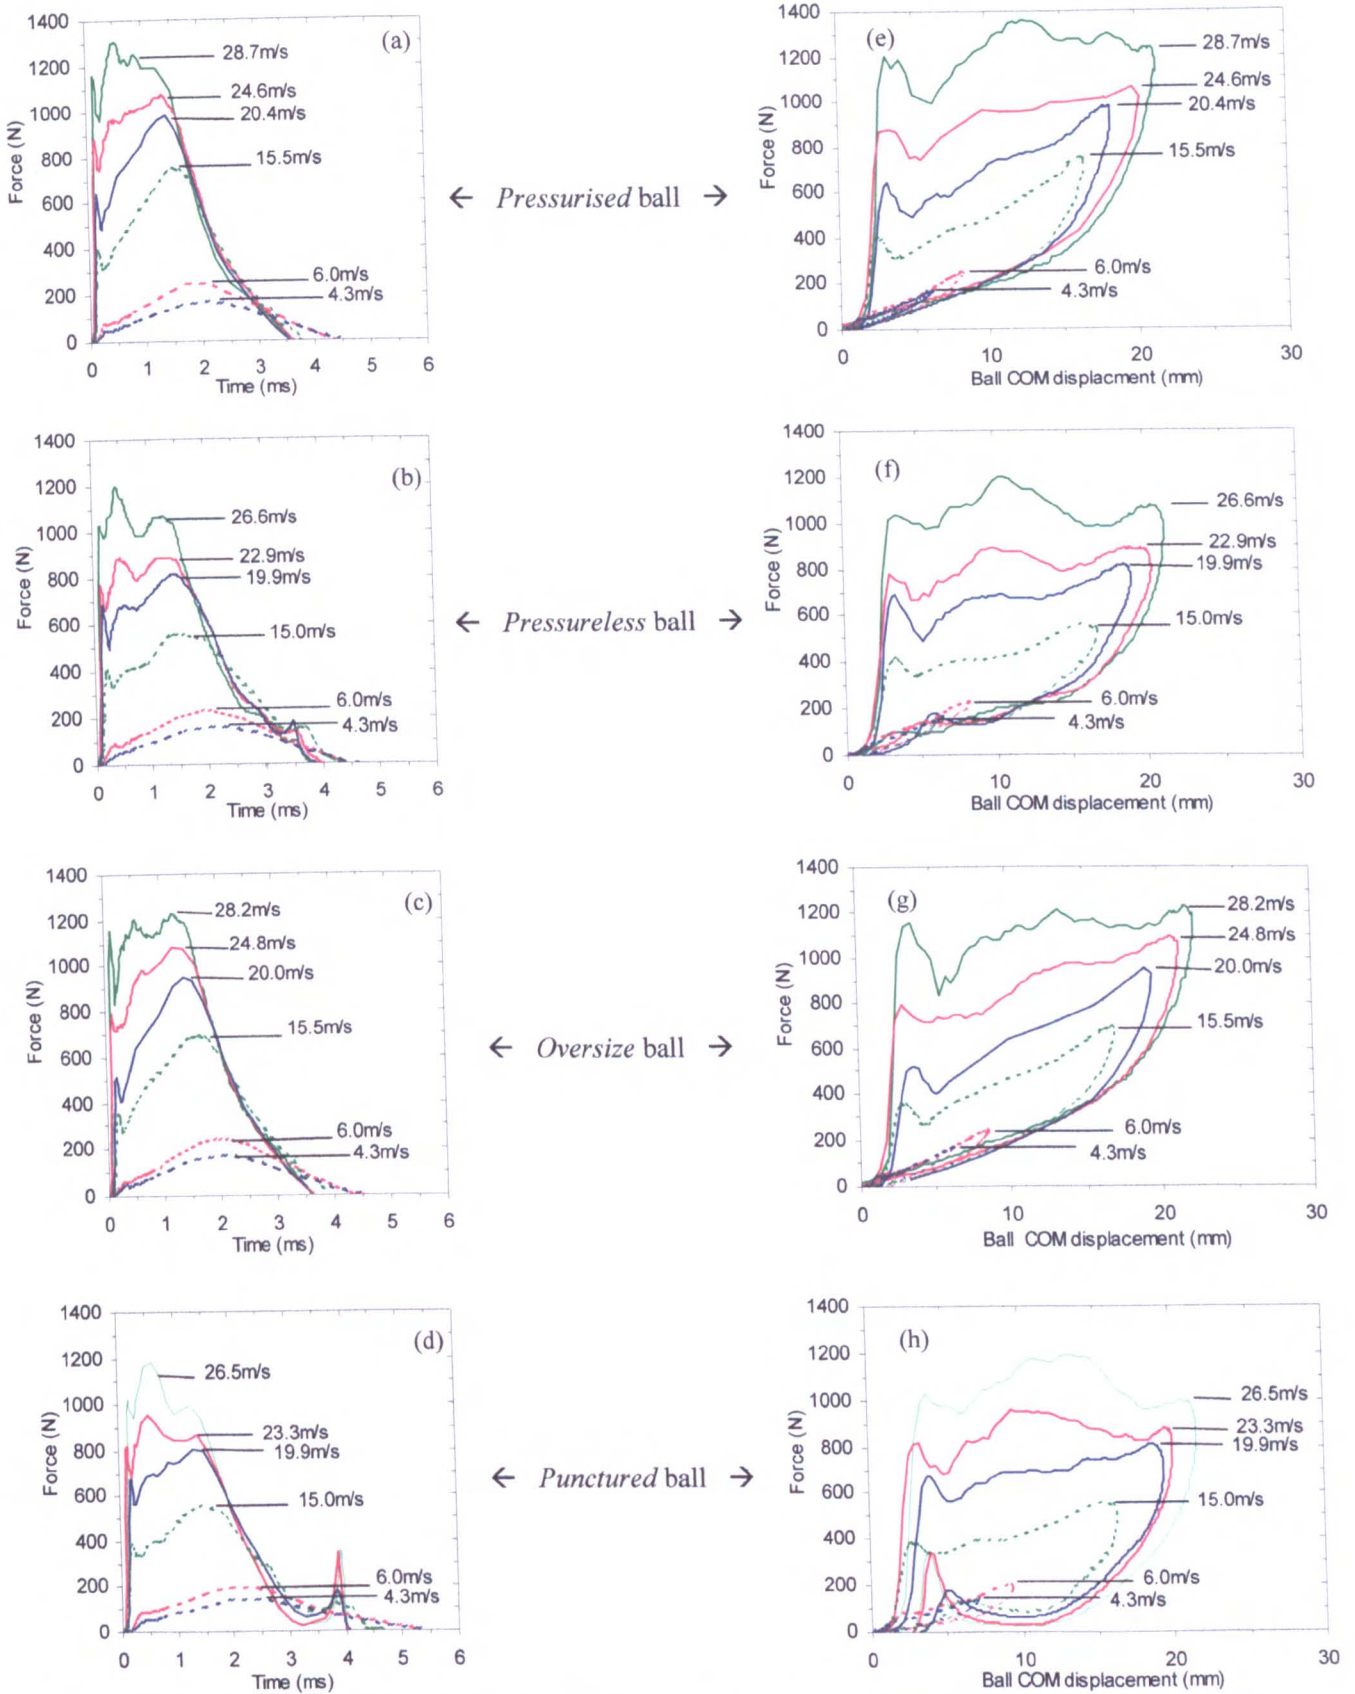 1400
1200
1000
800
600
400
200
0
Force (N)
(a)
28.7m/s
24.6m/s
20.4m/s
15.5m/s
6.0m/s
4.3m/s
0 1 2 3 4 5 6
Time (ms)
← Pressurised ball →
1400
1200
1000
800
600
400
200
0
Force (N)
(e)
28.7m/s
24.6m/s
20.4m/s
15.5m/s
6.0m/s
4.3m/s
0 10 20 30
Ball COM displacment (mm)
1400
1200
1000
800
600
400
200
0
Force (N)
(b)
26.6m/s
22.9m/s
19.9m/s
15.0m/s
6.0m/s
4.3m/s
0 1 2 3 4 5 6
Time (ms)
← Pressureless ball →
1400
1200
1000
800
600
400
200
0
Force (N)
(f)
26.6m/s
22.9m/s
19.9m/s
15.0m/s
6.0m/s
4.3m/s
0 10 20 30
Ball COM displacement (mm)
1400
1200
1000
800
600
400
200
0
Force (N)
(c)
28.2m/s
24.8m/s
20.0m/s
15.5m/s
6.0m/s
4.3m/s
0 1 2 3 4 5 6
Time (ms)
← Oversize ball →
1400
1200
1000
800
600
400
200
0
Force (N)
(g)
28.2m/s
24.8m/s
20.0m/s
15.5m/s
6.0m/s
4.3m/s
0 10 20 30
Ball COM displacement (mm)
1400
1200
1000
800
600
400
200
0
Force (N)
(d)
26.5m/s
23.3m/s
19.9m/s
15.0m/s
6.0m/s
4.3m/s
0 1 2 3 4 5 6
Time (ms)
← Punctured ball →
1400
1200
1000
800
600
400
200
0
Force (N)
(h)
26.5m/s
23.3m/s
19.9m/s
15.0m/s
6.0m/s
4.3m/s
0 10 20 30
Ball COM displacement (mm)